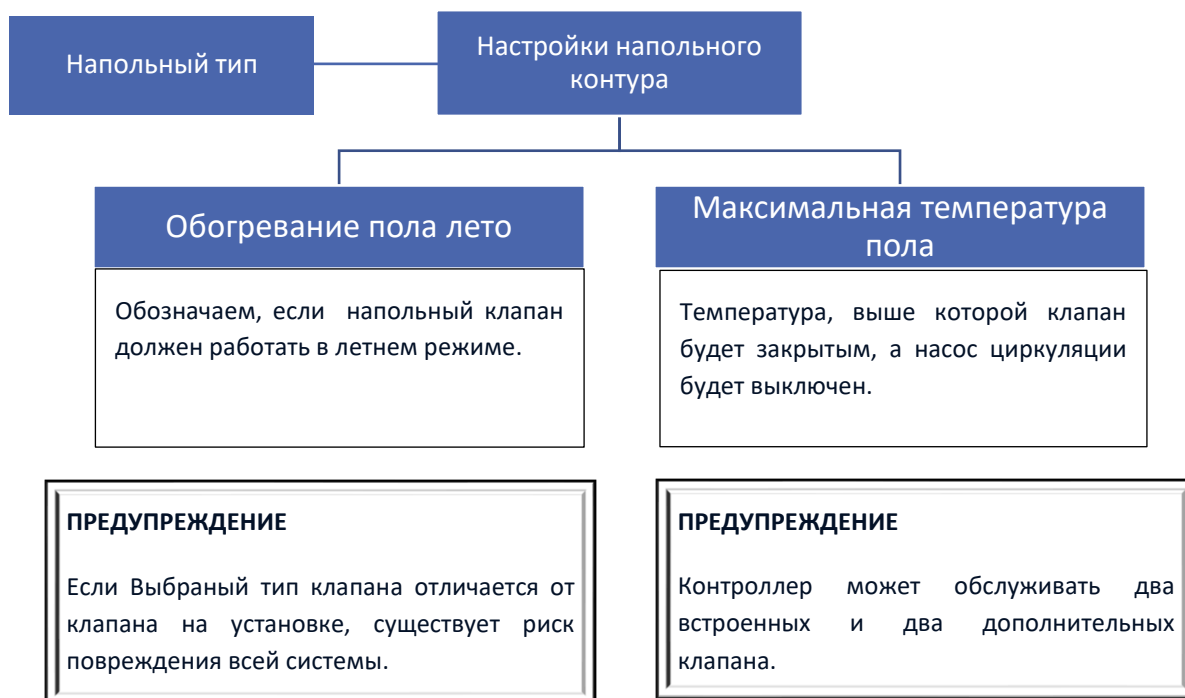 Напольный тип
Настройки напольного
контура
Обогревание пола лето
Обозначаем, если напольный клапан
должен работать в летнем режиме.
Максимальная температура
пола
Температура, выше которой клапан
будет закрытым, а насос циркуляции
будет выключен.
ПРЕДУПРЕЖДЕНИЕ
Если Выбраный тип клапана отличается от
клапана на установке, существует риск
повреждения всей системы.
ПРЕДУПРЕЖДЕНИЕ
Контроллер может обслуживать два
встроенных и два дополнительных
клапана.